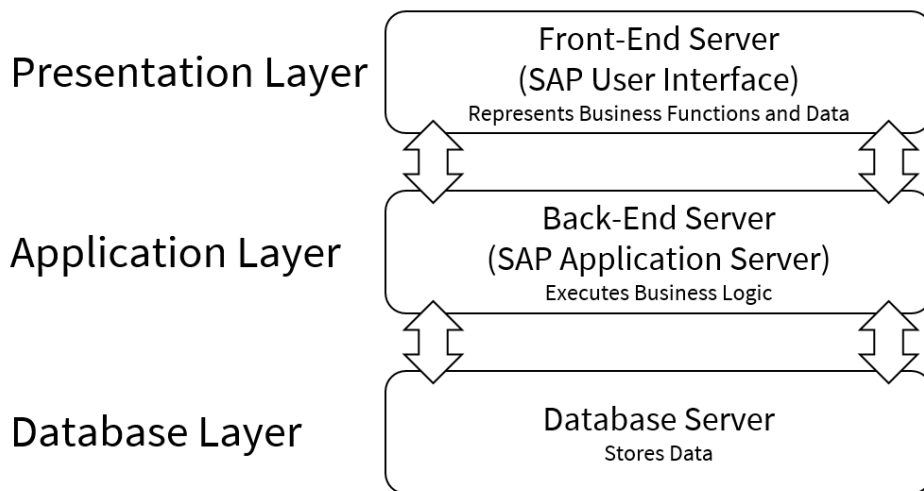 Presentation Layer
Front-End Server
(SAP User Interface)
Represents Business Functions and Data
Application Layer
Back-End Server
(SAP Application Server)
Executes Business Logic
Database Layer
Database Server
Stores Data